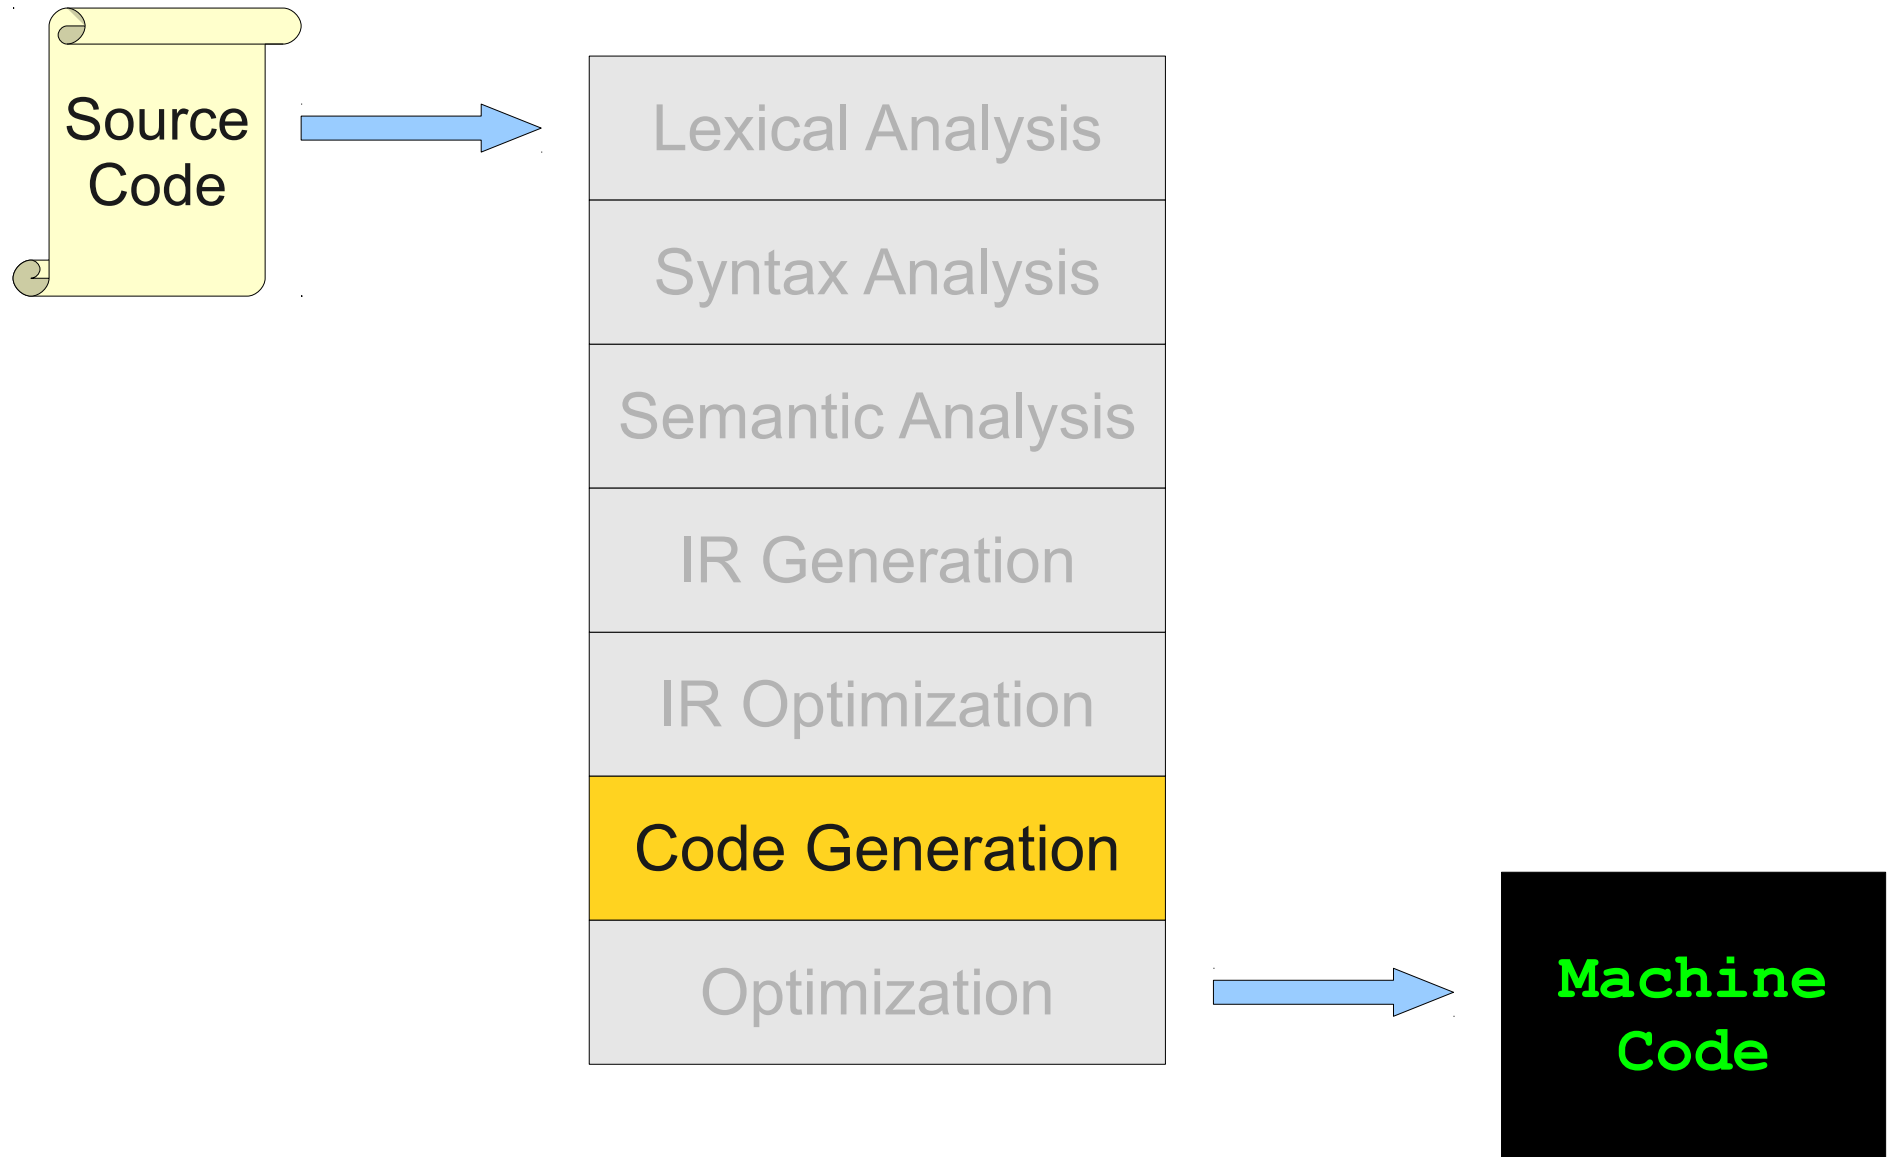 Source
Code
Lexical Analysis
Syntax Analysis
Semantic Analysis
IR Generation
IR Optimization
Code Generation
Optimization
Machine
Code